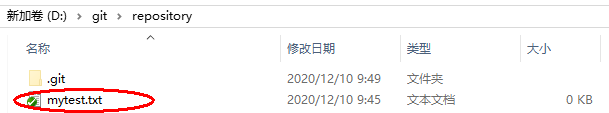 新加卷 (D:) > git > repository
名称 修改日期 类型 大小
.git 2020/12/10 9:49 文件夹
mytest.txt 2020/12/10 9:45 文本文档 0 KB